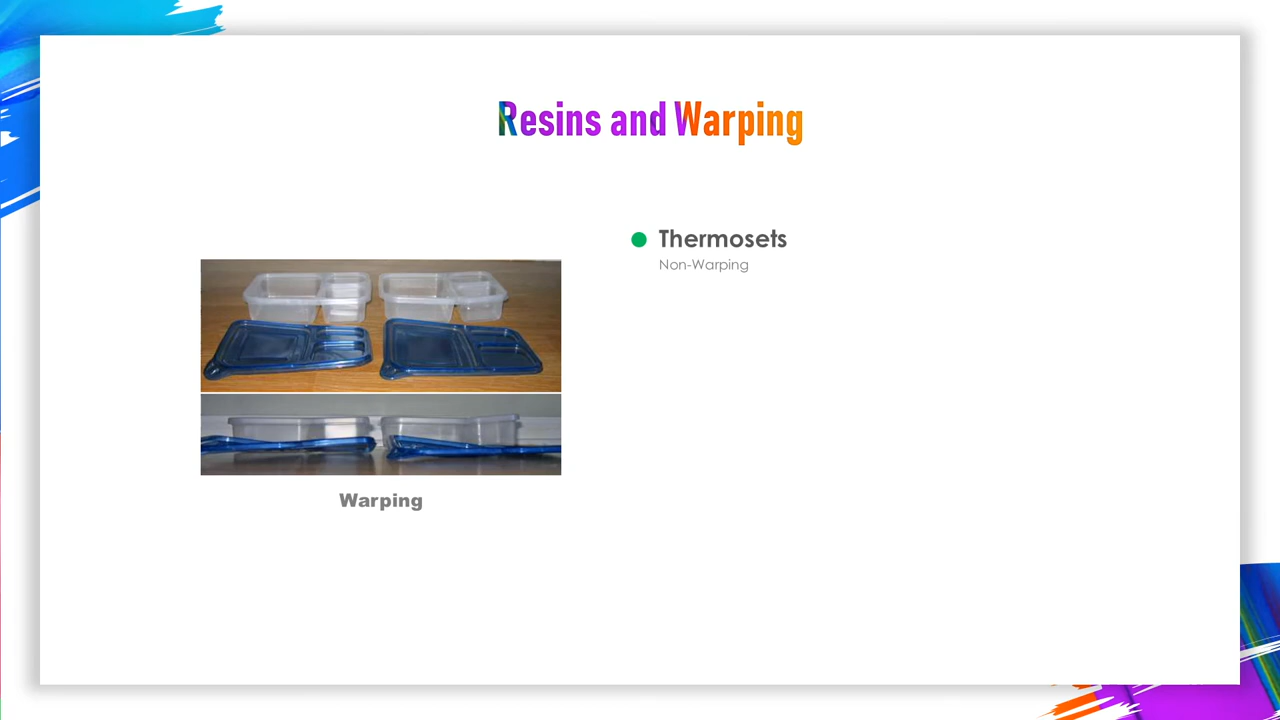 Resins and Warping
Thermosets
Non-Warping
Warping